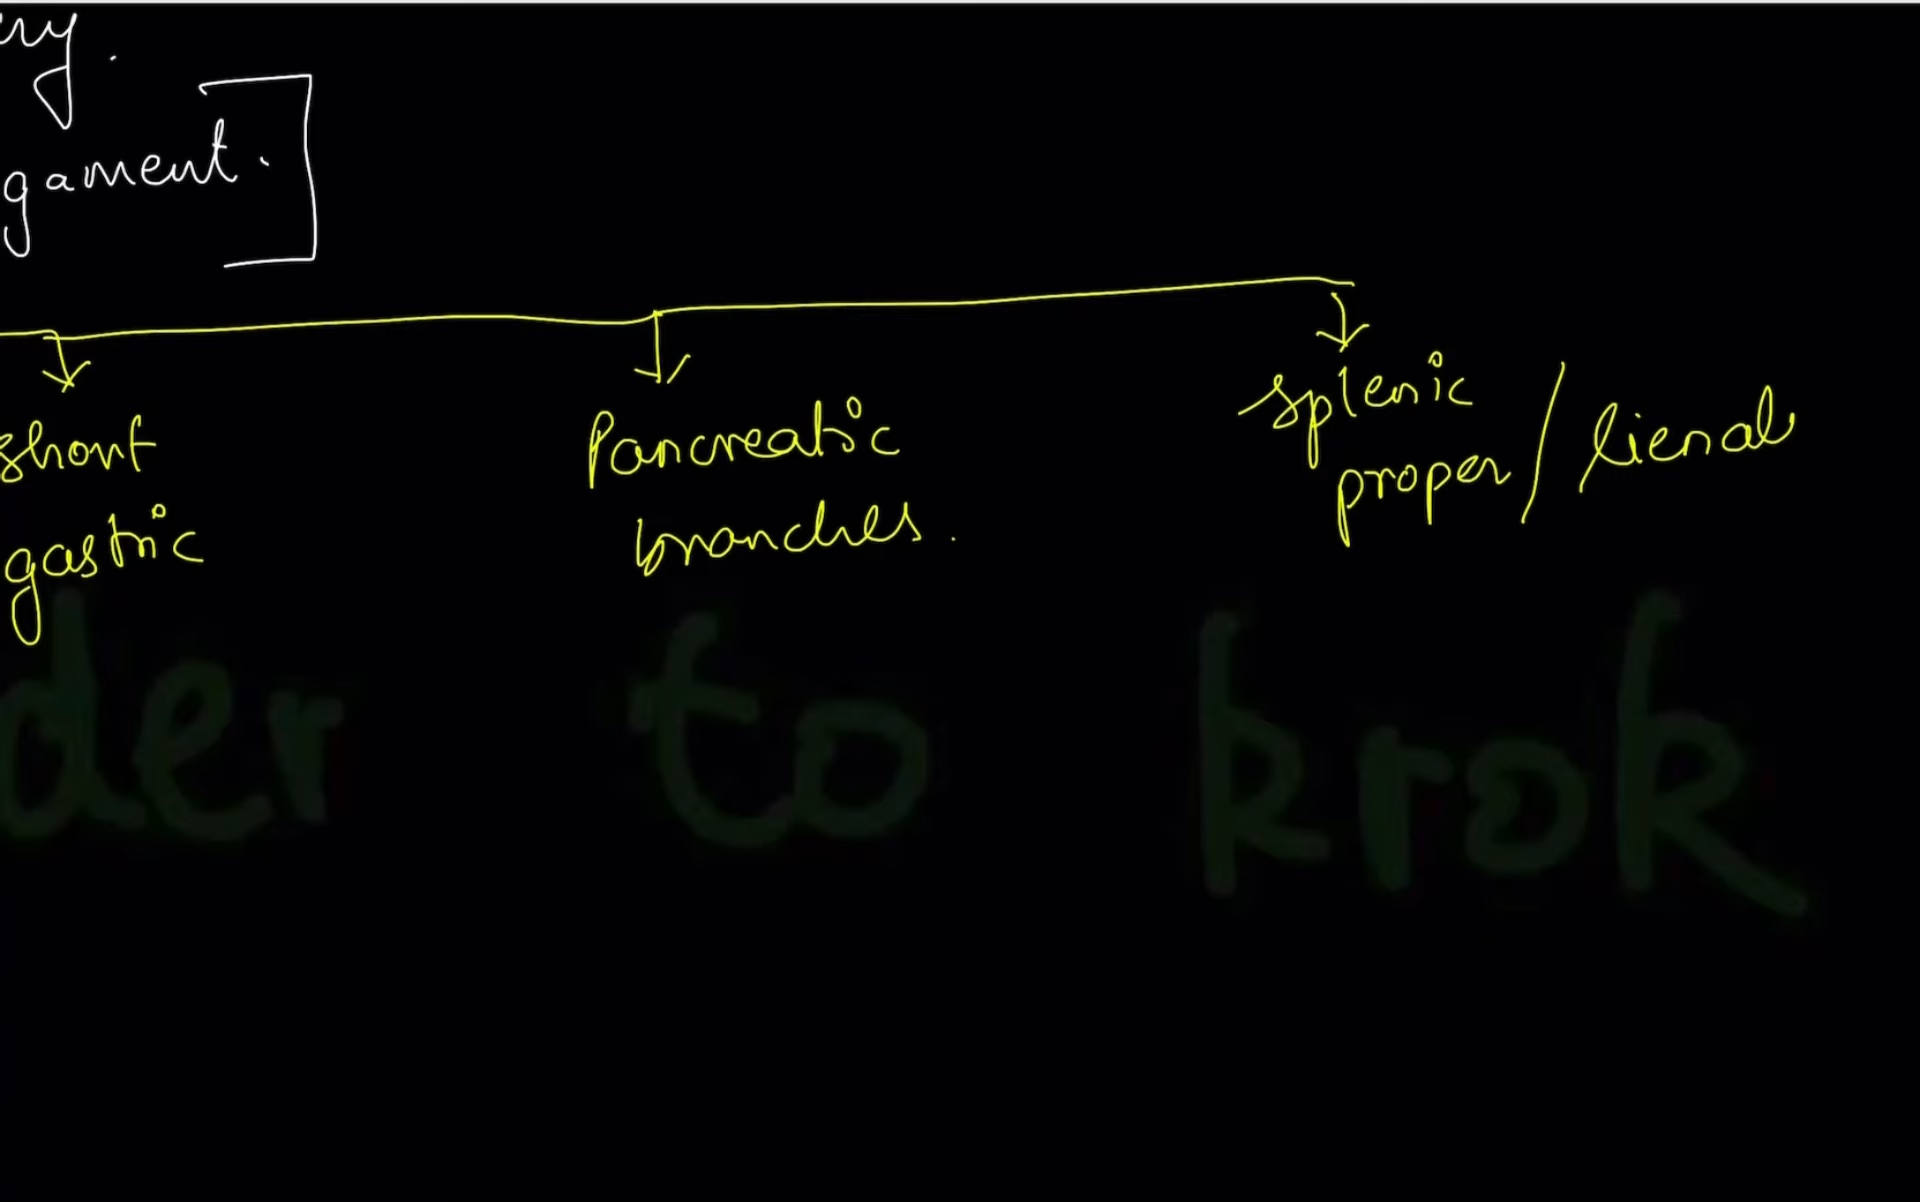 ery.
gament.
short
gastric
Pancreatic
branches.
splenic
proper / lienal
der to krok